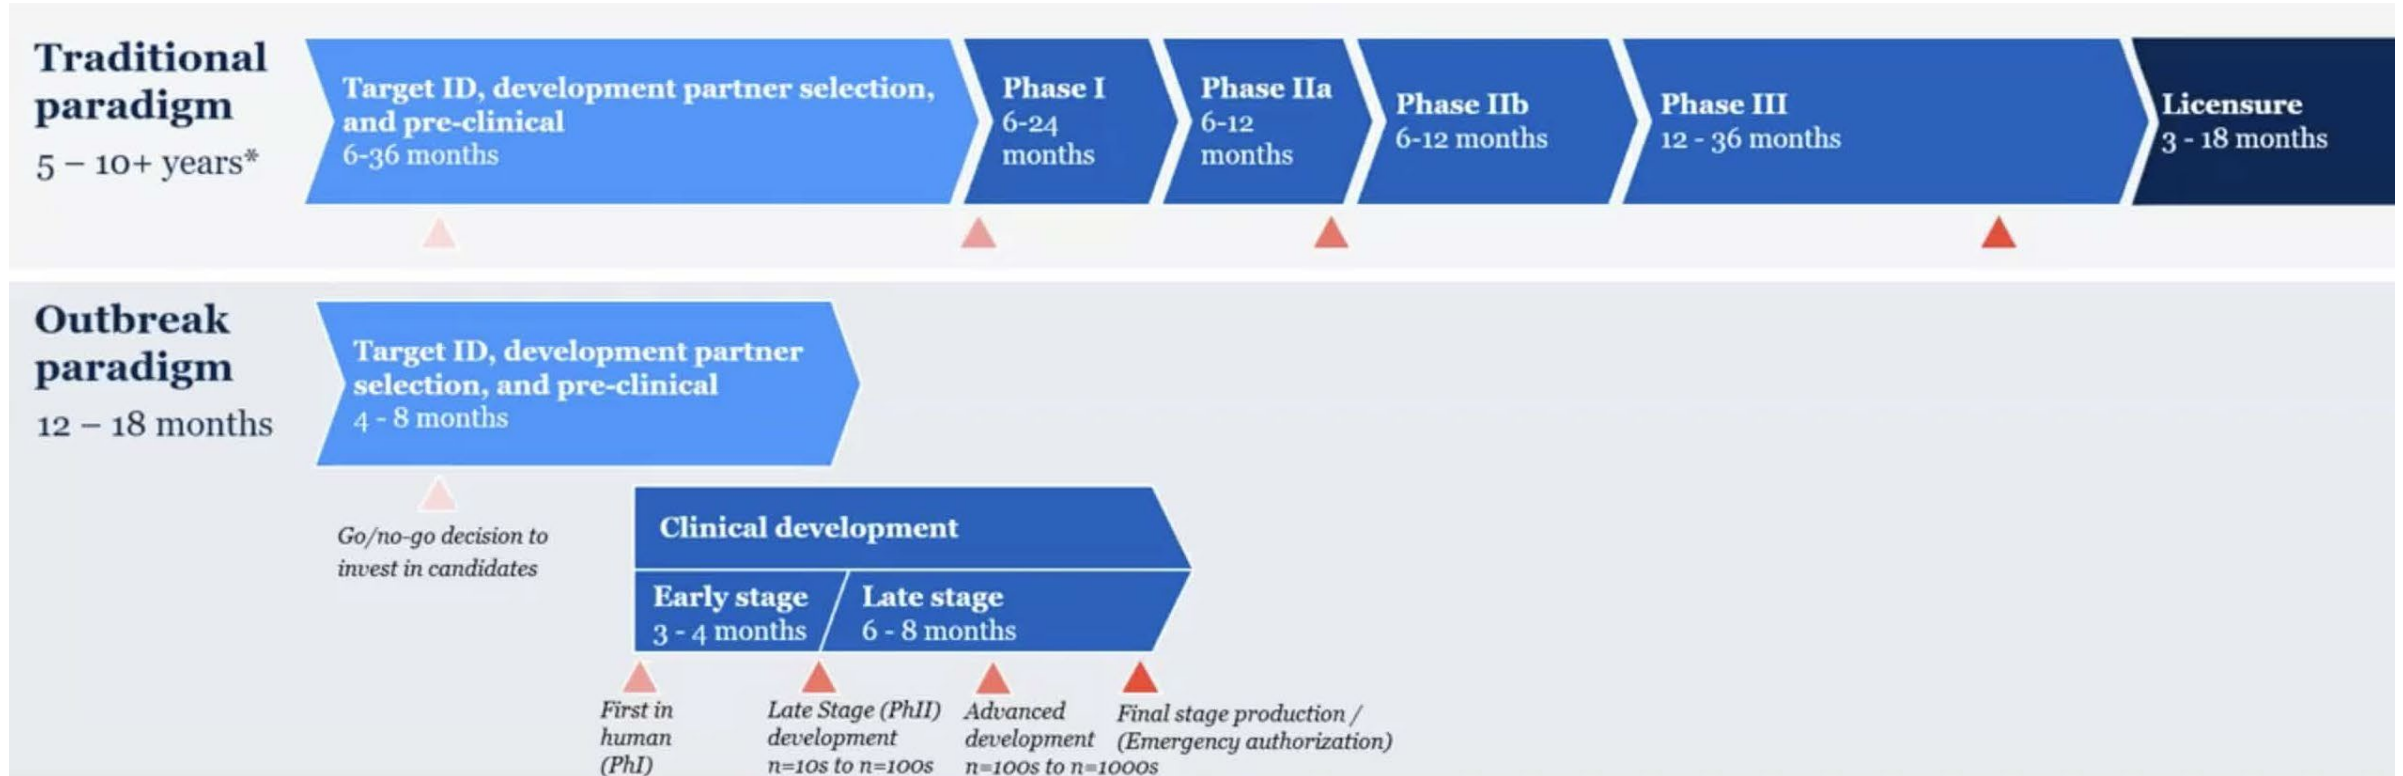 Traditional
paradigm
5 – 10+ years*
Target ID, development partner selection,
and pre-clinical
6-36 months
Phase I
6-24
months
Phase IIa
6-12
months
Phase IIb
6-12 months
Phase III
12 - 36 months
Licensure
3 - 18 months
Outbreak
paradigm
12 – 18 months
Target ID, development partner
selection, and pre-clinical
4 - 8 months
Go/no-go decision to
invest in candidates
Clinical development
Early stage
3 - 4 months
Late stage
6 - 8 months
First in
human
(PhI)
Late Stage (PhII)
development
n=10s to n=100s
Advanced
development
n=100s to n=1000s
Final stage production /
(Emergency authorization)